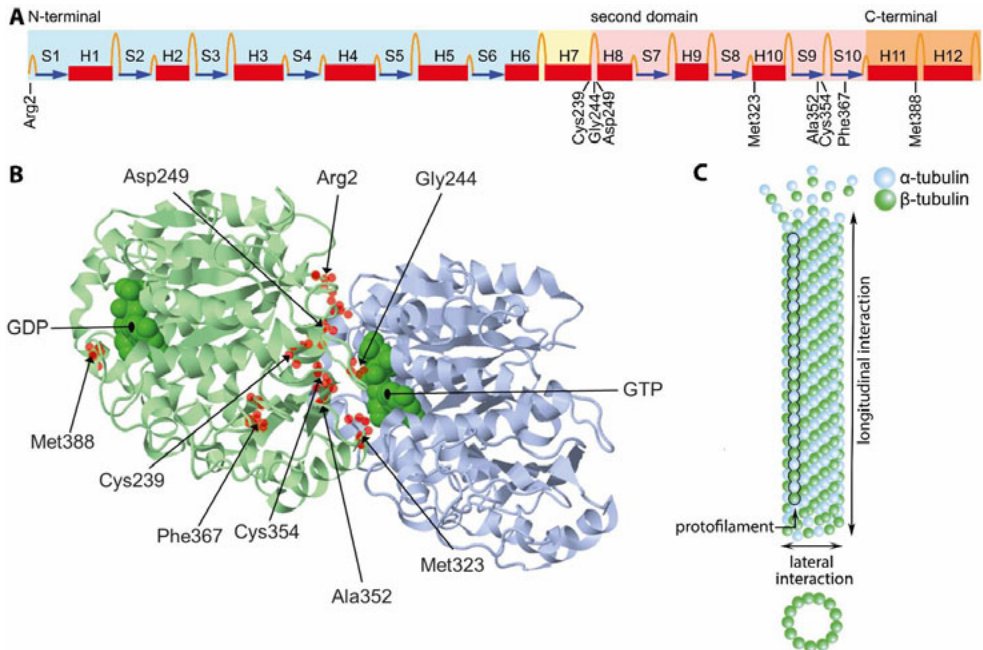 A
N-terminal
second domain
C-terminal
S1 H1 S2 H2 S3 H3 S4 H4 S5 H5 S6 H6 H7 H8 S7 H9 S8 H10 S9 S10 H11 H12
Arg2
Cys239
Gly244
Asp249
Met323
Ala352
Cys354
Phe367
Met388
B
Asp249
Arg2
Gly244
GDP
GTP
Met388
Cys239
Phe367
Cys354
Met323
Ala352
C
α-tubulin
β-tubulin
longitudinal interaction
protofilament
lateral
interaction